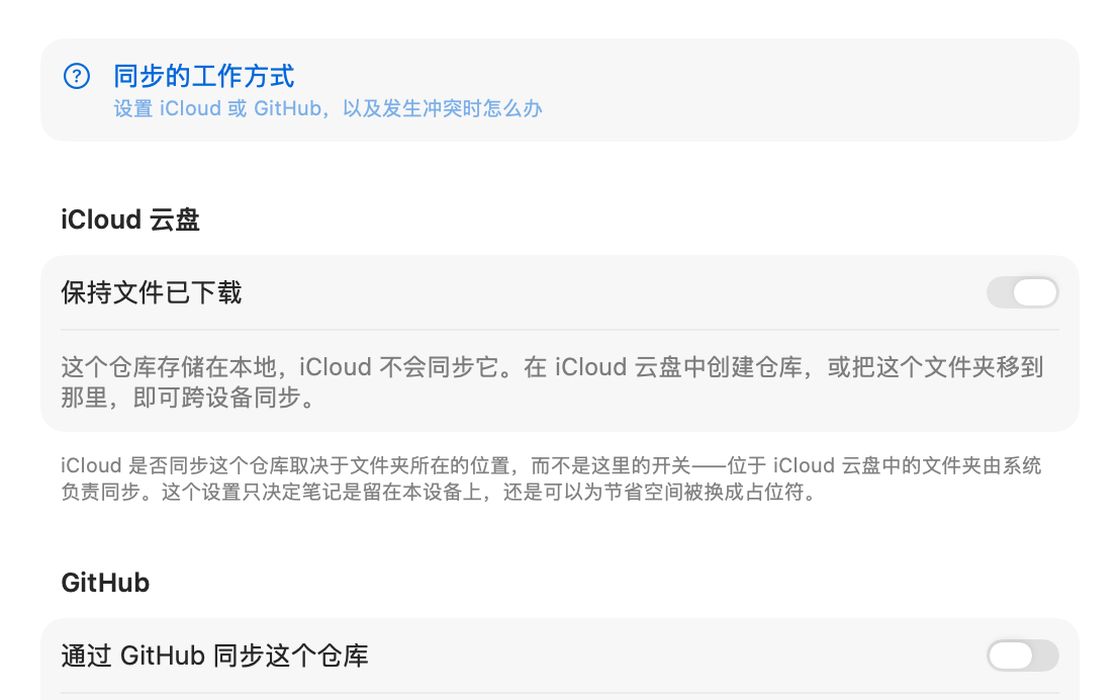 同步的工作方式
设置 iCloud 或 GitHub，以及发生冲突时怎么办
iCloud 云盘
保持文件已下载
这个仓库存储在本地，iCloud 不会同步它。在 iCloud 云盘中创建仓库，或把这个文件夹移到
那里，即可跨设备同步。
iCloud 是否同步这个仓库取决于文件夹所在的位置，而不是这里的开关——位于 iCloud 云盘中的文件夹由系统
负责同步。这个设置只决定笔记是留在本设备上，还是可以为节省空间被换成占位符。
GitHub
通过 GitHub 同步这个仓库